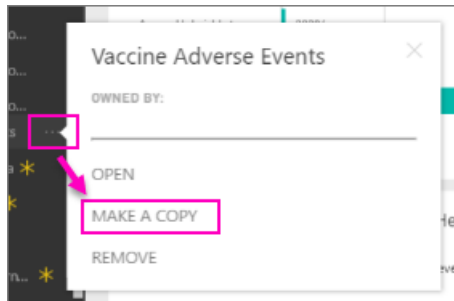 Vaccine Adverse Events
OWNED BY:
OPEN
MAKE A COPY
REMOVE